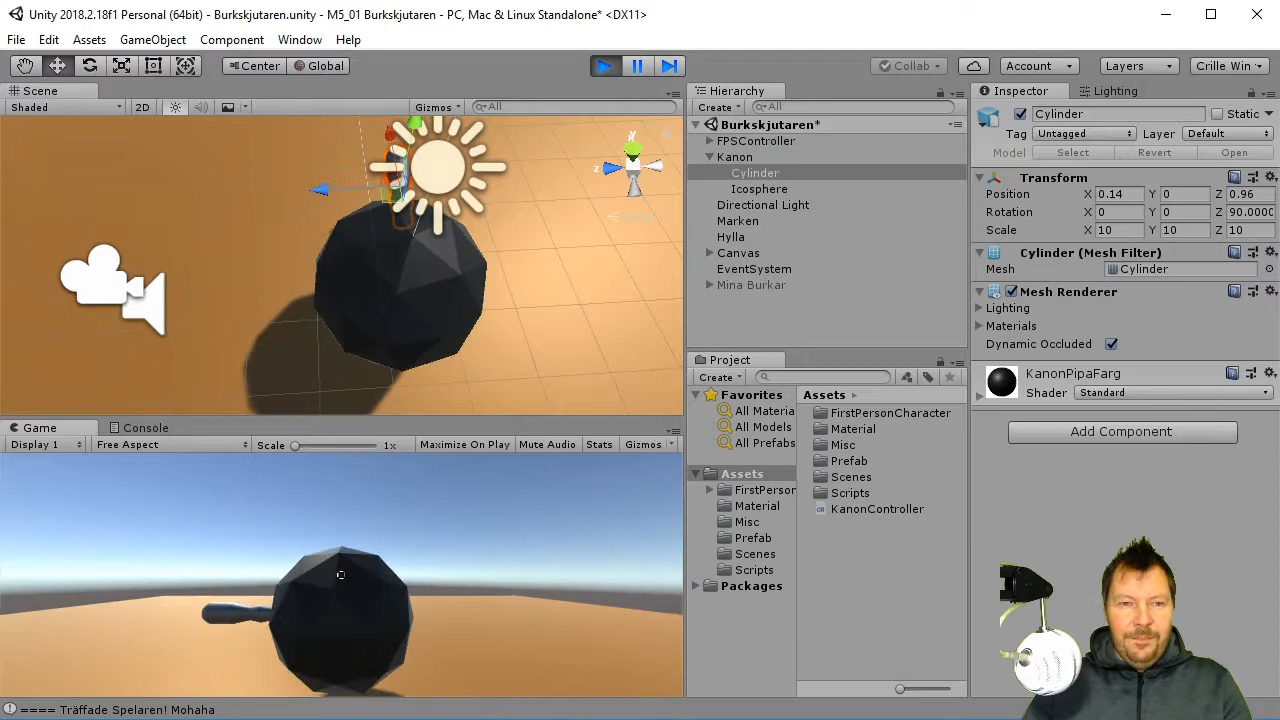 Unity 2018.2.18f1 Personal (64bit) - Burkskjutaren.unity - M5_01 Burkskjutaren - PC, Mac & Linux Standalone* <DX11>
File Edit Assets GameObject Component Window Help
Center Global Collab Account Layers Crille Win
Scene
Shaded 2D Gizmos All
y
z
Game Console
Display 1 Free Aspect Scale 1x Maximize On Play Mute Audio Stats Gizmos
Hierarchy
Create All
Burkskjutaren*
FPSController
Kanon
Cylinder
Icosphere
Directional Light
Marken
Hylla
Canvas
EventSystem
Mina Burkar
Project
Create
Favorites
All Materia
All Models
All Prefabs
Assets
FirstPerson
Material
Misc
Prefab
Scenes
Scripts
Packages
Assets
FirstPersonCharacter
Material
Misc
Prefab
Scenes
Scripts
KanonController
Inspector Lighting
Cylinder Static
Tag Untagged Layer Default
Model Select Revert Open
Transform
Position X 0.14 Y 0 Z 0.96
Rotation X 0 Y 0 Z 90.000(
Scale X 10 Y 10 Z 10
Cylinder (Mesh Filter)
Mesh Cylinder
Mesh Renderer
Lighting
Materials
Dynamic Occluded
KanonPipaFarg
Shader Standard
Add Component
==== Träffade Spelaren! Mohaha